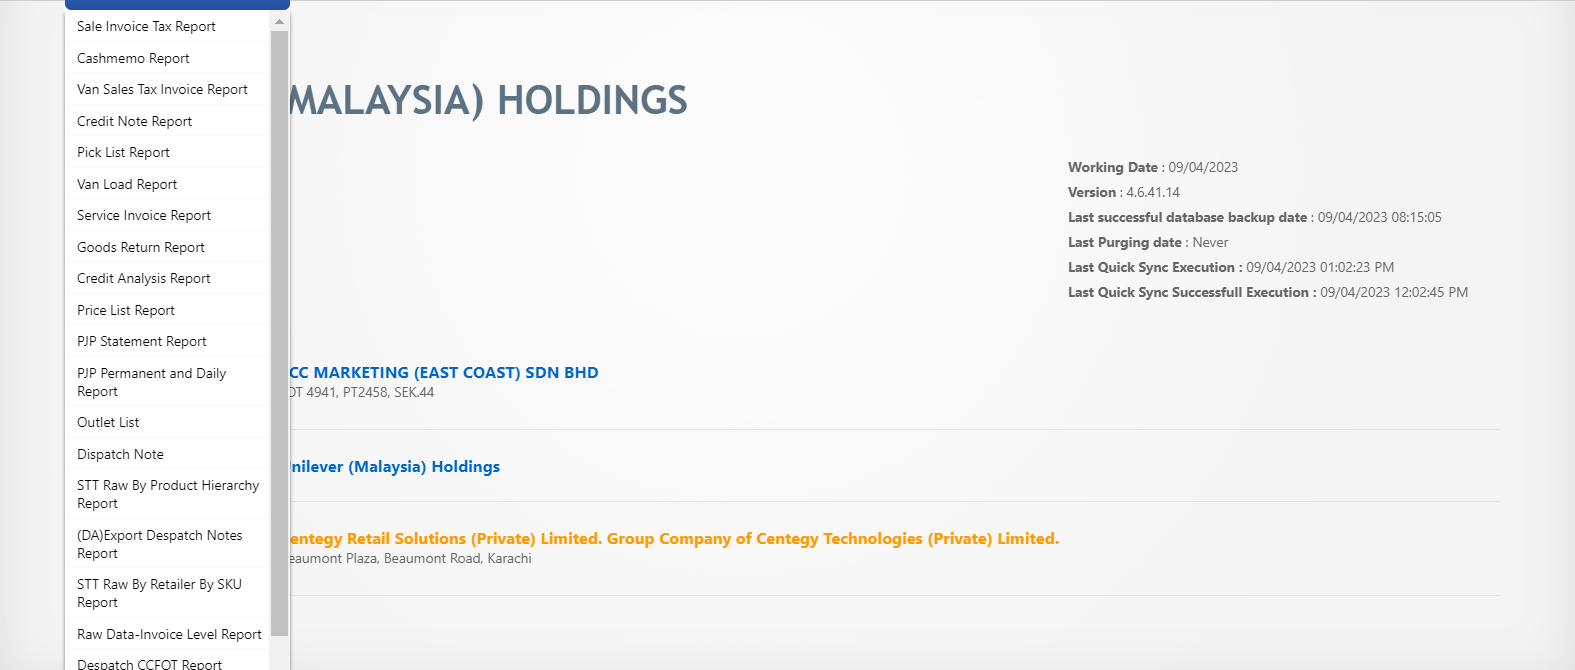 Sale Invoice Tax Report
Cashmemo Report
Van Sales Tax Invoice Report
Credit Note Report
Pick List Report
Van Load Report
Service Invoice Report
Goods Return Report
Credit Analysis Report
Price List Report
PJP Statement Report
PJP Permanent and Daily
Report
Outlet List
Dispatch Note
STT Raw By Product Hierarchy
Report
(DA)Export Despatch Notes
Report
STT Raw By Retailer By SKU
Report
Raw Data-Invoice Level Report
Despatch CCFOT Report
MALAYSIA) HOLDINGS
Working Date : 09/04/2023
Version : 4.6.41.14
Last successful database backup date : 09/04/2023 08:15:05
Last Purging date : Never
Last Quick Sync Execution : 09/04/2023 01:02:23 PM
Last Quick Sync Successfull Execution : 09/04/2023 12:02:45 PM
CC MARKETING (EAST COAST) SDN BHD
OT 4941, PT2458, SEK.44
nilever (Malaysia) Holdings
entegy Retail Solutions (Private) Limited. Group Company of Centegy Technologies (Private) Limited.
eaumont Plaza, Beaumont Road, Karachi